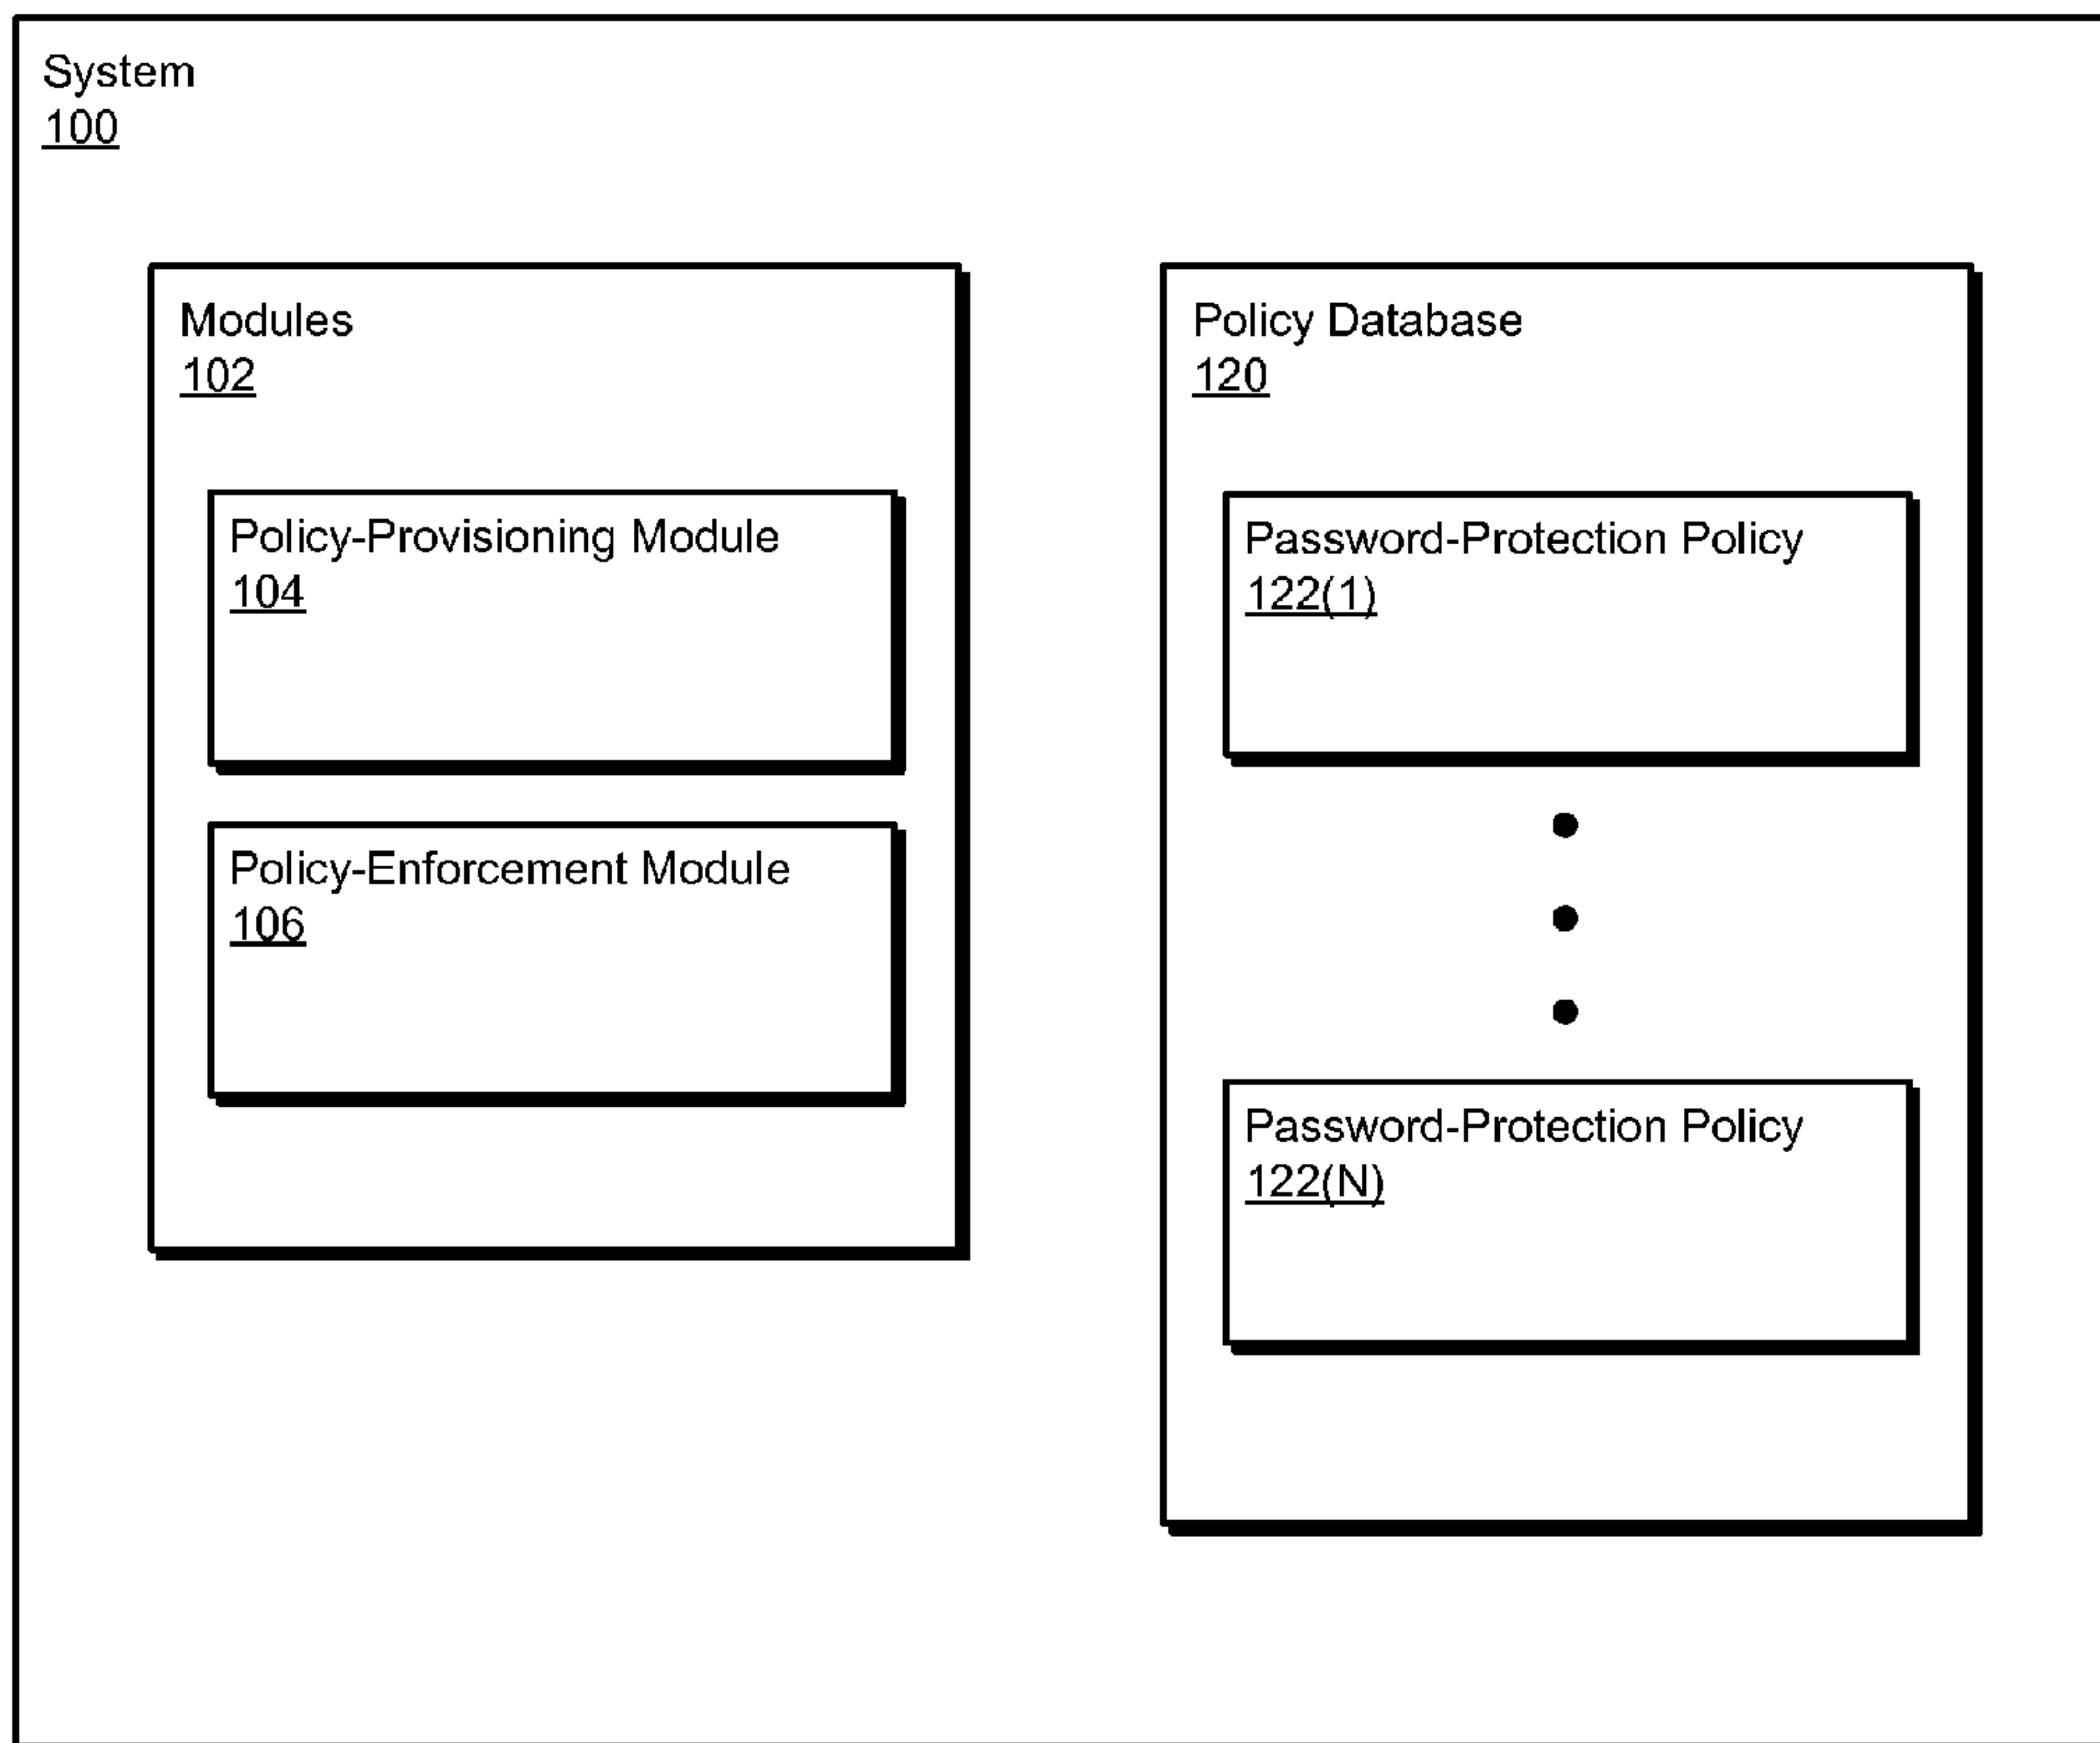 System
100
Modules
102
Policy-Provisioning Module
104
Policy-Enforcement Module
106
Policy Database
120
Password-Protection Policy
122(1)
Password-Protection Policy
122(N)